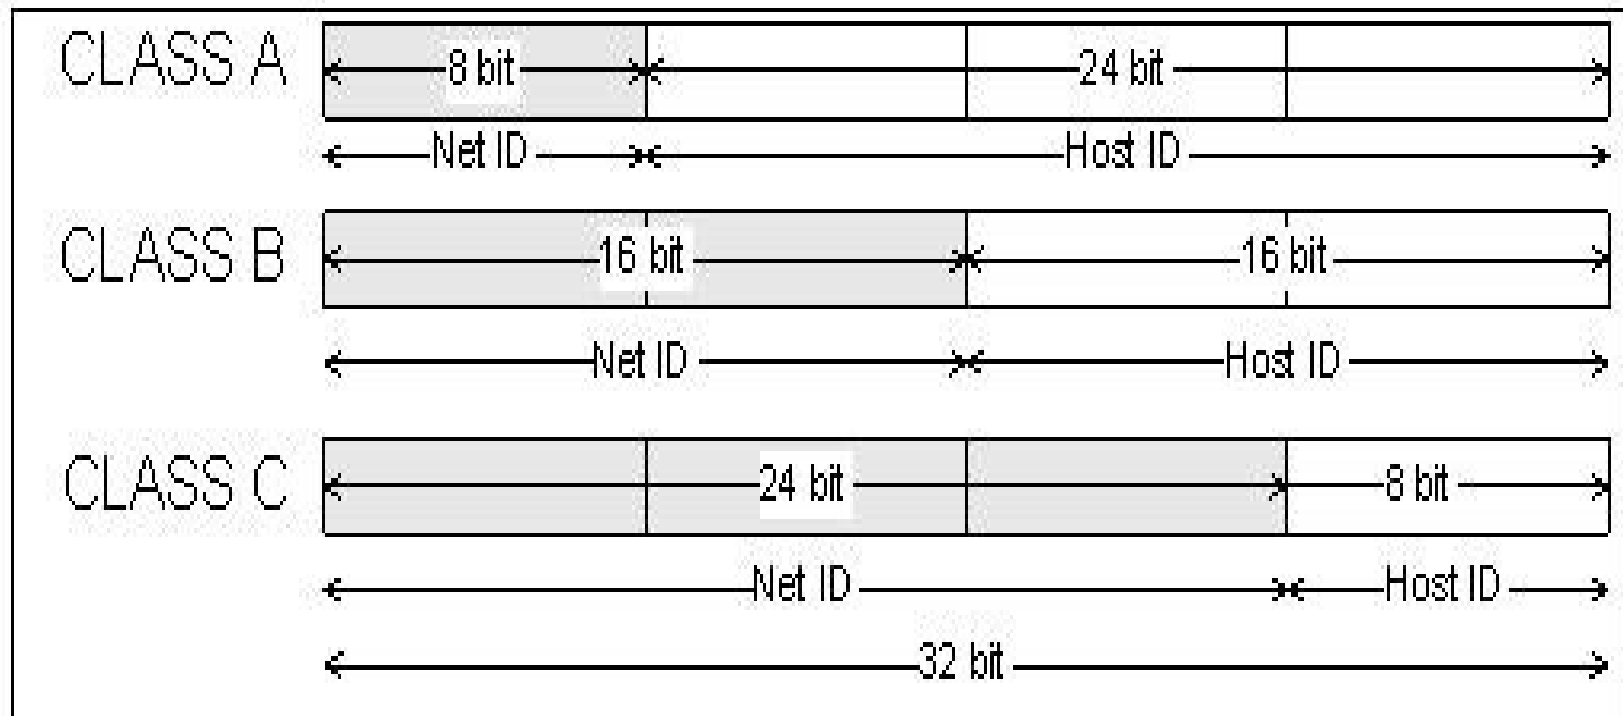 CLASS A 8 bit 24 bit
Net ID Host ID
CLASS B 16 bit 16 bit
Net ID Host ID
CLASS C 24 bit 8 bit
Net ID Host ID
32 bit